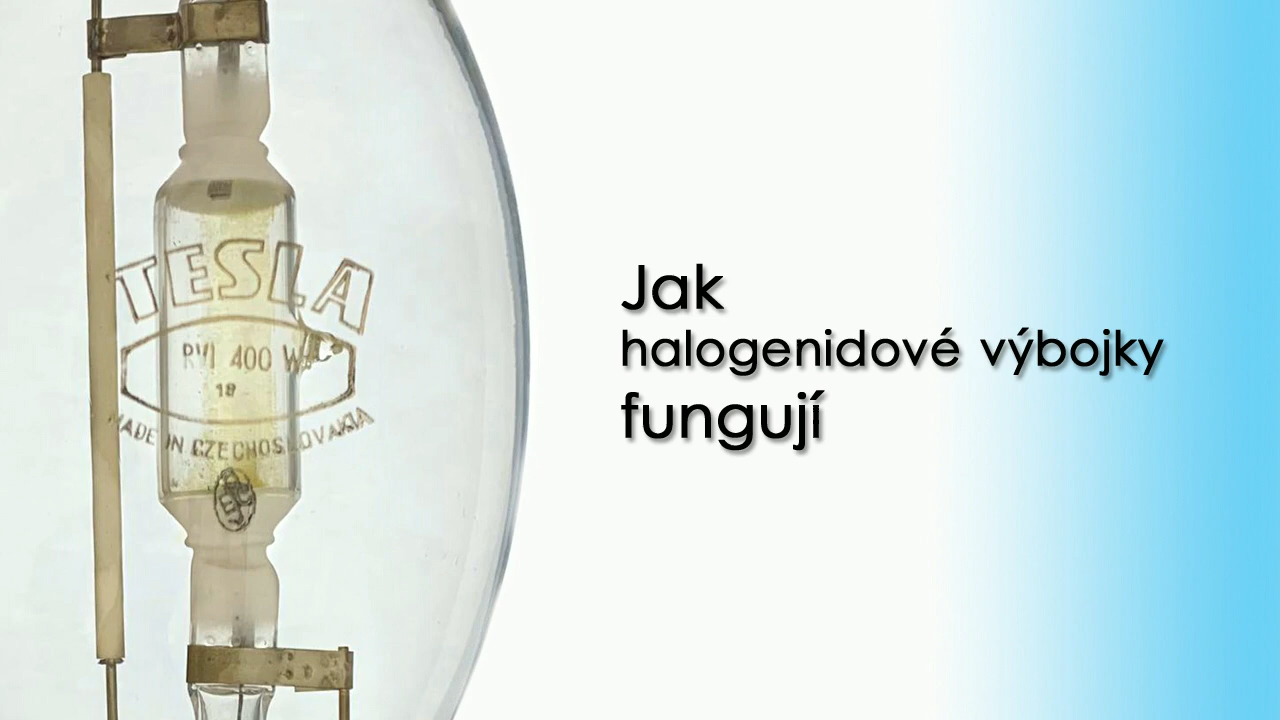 TESLA
RVI 400 W
18
MADE IN CZECHOSLOVAKIA
Jak
halogenidové výbojky
fungují